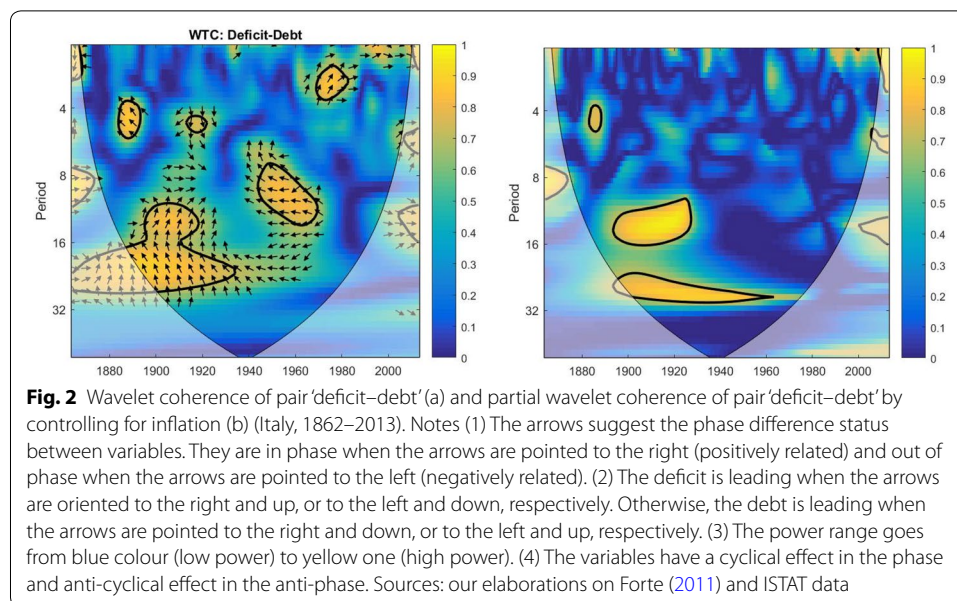 WTC: Deficit-Debt
1
0.9
0.8
0.7
0.6
0.5
0.4
0.3
0.2
0.1
0
4
8
16
32
Period
1880 1900 1920 1940 1960 1980 2000
1
0.9
0.8
0.7
0.6
0.5
0.4
0.3
0.2
0.1
0
4
8
16
32
Period
1880 1900 1920 1940 1960 1980 2000
Fig. 2 Wavelet coherence of pair ‘deficit–debt’ (a) and partial wavelet coherence of pair ‘deficit–debt’ by
controlling for inflation (b) (Italy, 1862–2013). Notes (1) The arrows suggest the phase difference status
between variables. They are in phase when the arrows are pointed to the right (positively related) and out of
phase when the arrows are pointed to the left (negatively related). (2) The deficit is leading when the arrows
are oriented to the right and up, or to the left and down, respectively. Otherwise, the debt is leading when
the arrows are pointed to the right and down, or to the left and up, respectively. (3) The power range goes
from blue colour (low power) to yellow one (high power). (4) The variables have a cyclical effect in the phase
and anti-cyclical effect in the anti-phase. Sources: our elaborations on Forte (2011) and ISTAT data